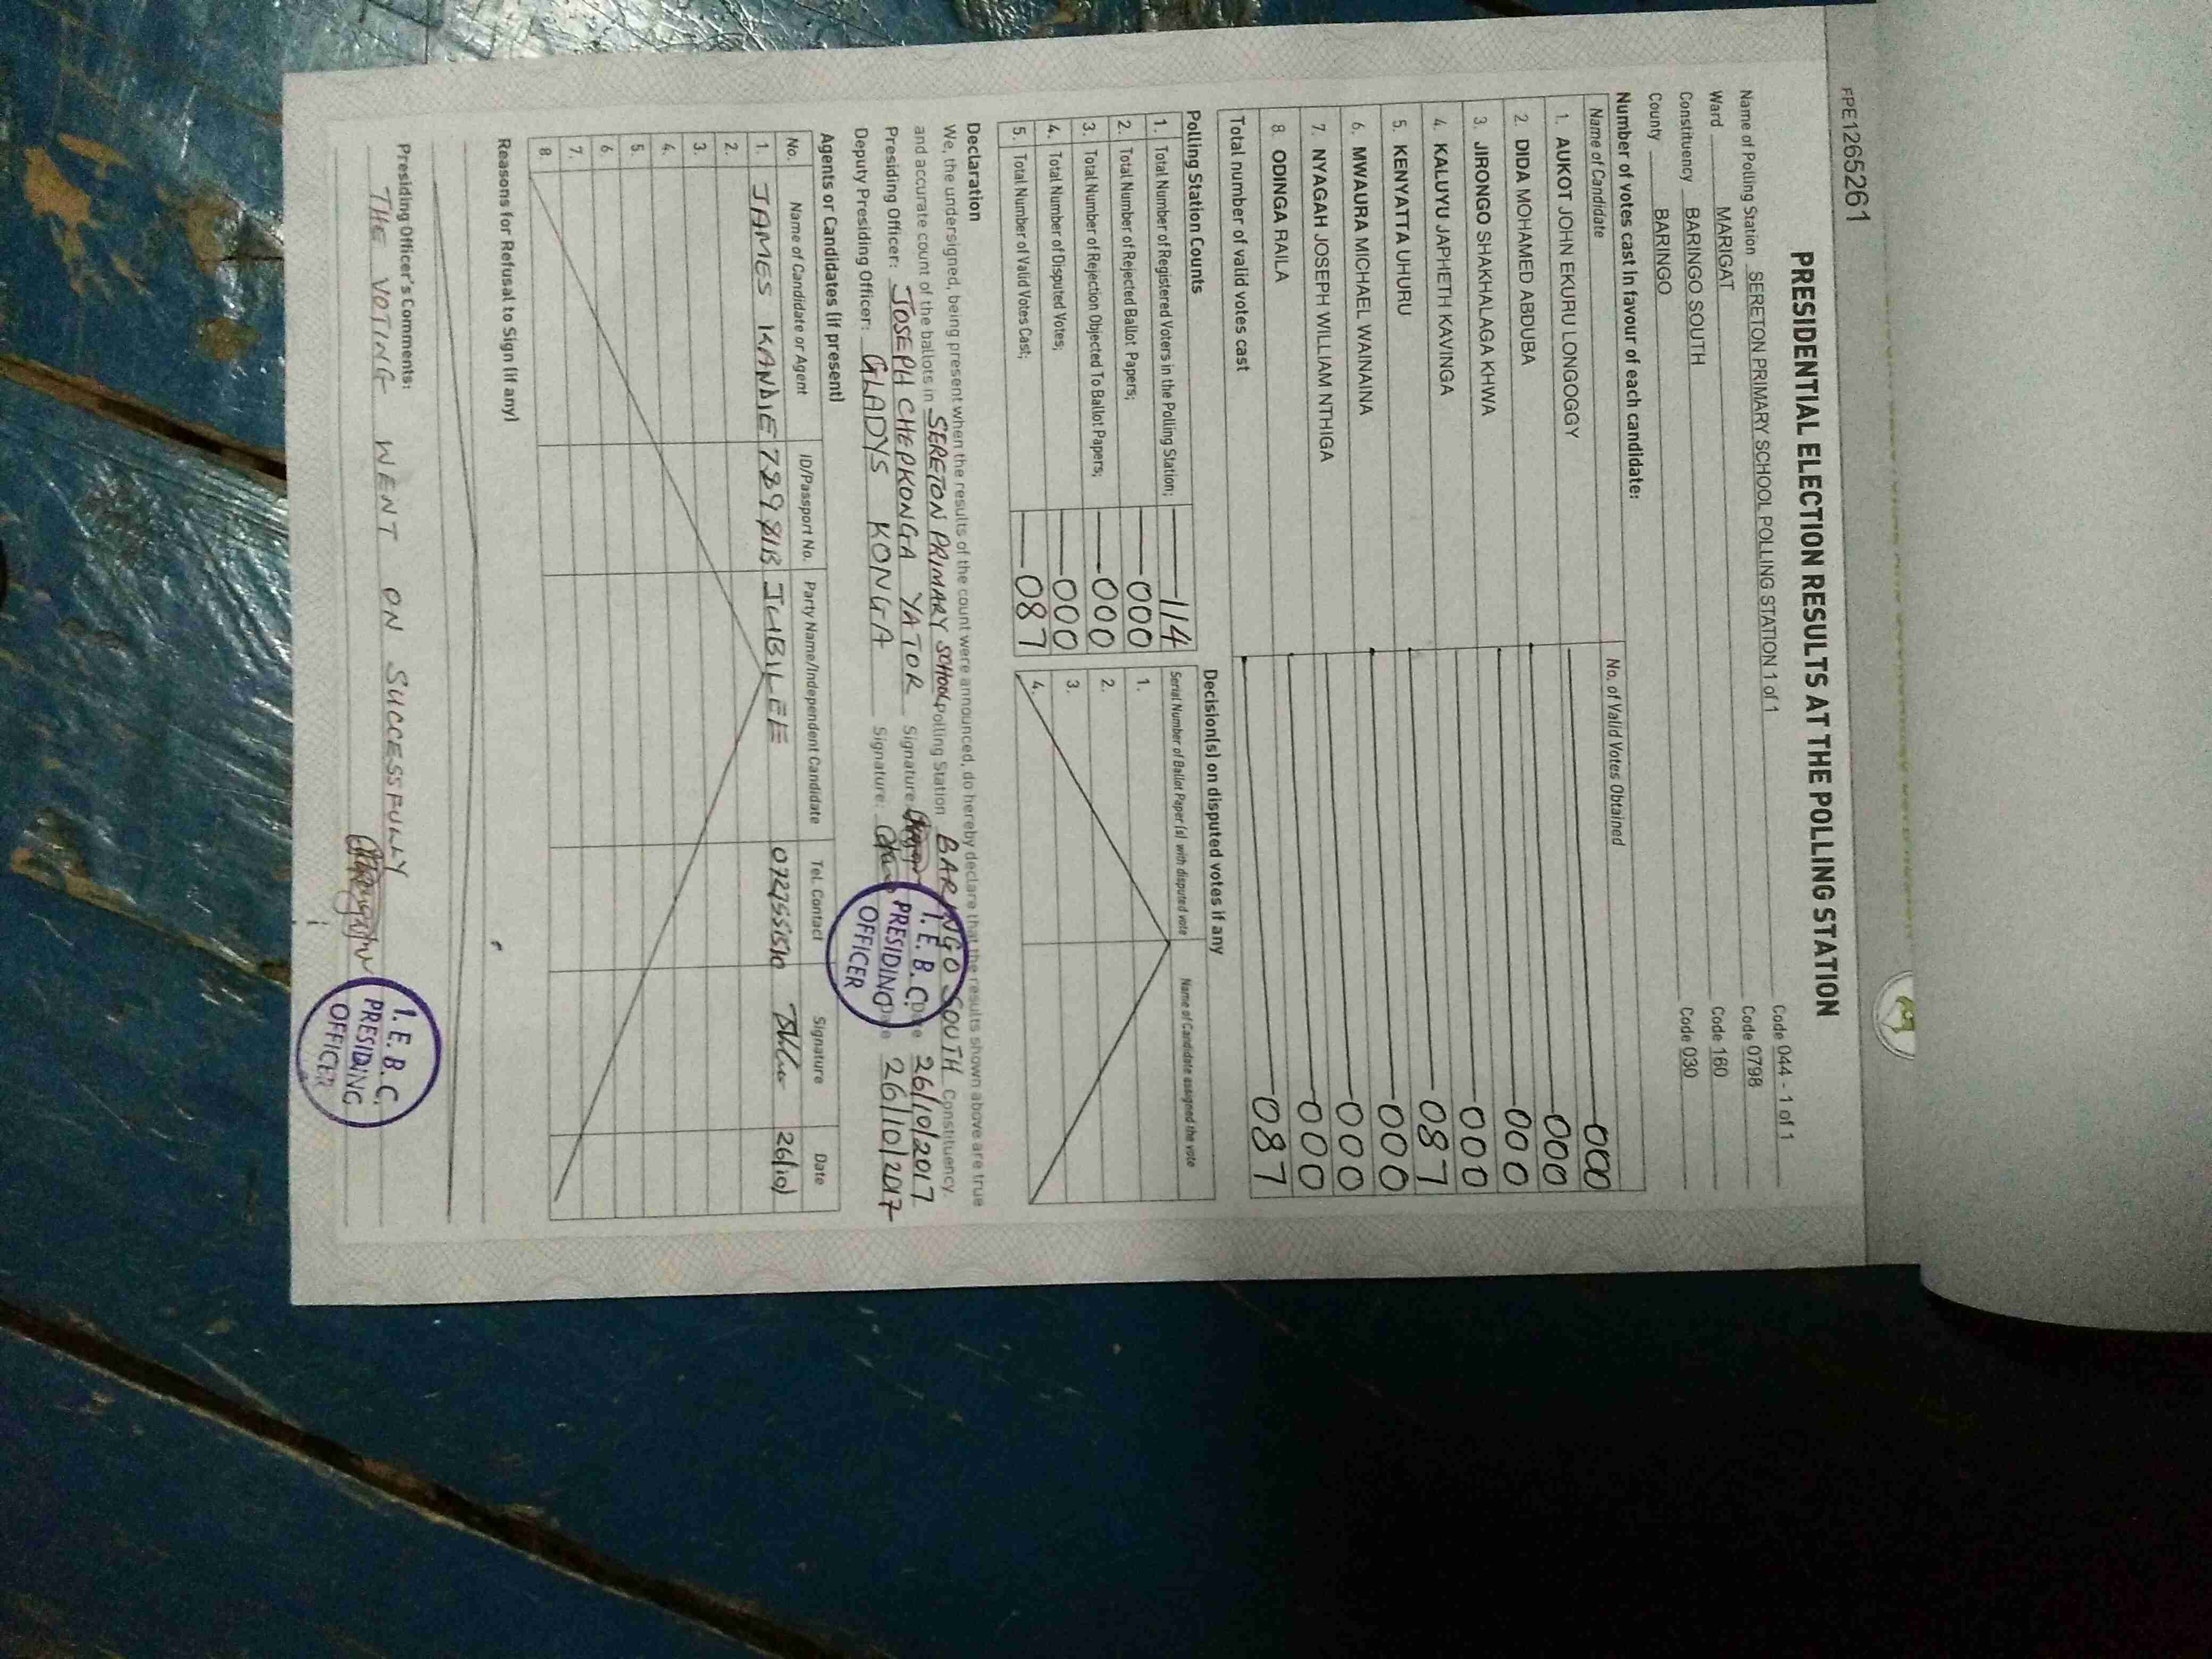 FPE1265261
PRESIDENTIAL ELECTION RESULTS AT THE POLLING STATION
Name of Polling Station SERETON PRIMARY SCHOOL POLLING STATION 1 of 1 Code 044 - 1 of 1
Ward MARIGAT Code 0798
Constituency BARINGO SOUTH Code 160
County BARINGO Code 030
Number of votes cast in favour of each candidate:
Name of Candidate No. of Valid Votes Obtained
1. AUKOT JOHN EKURU LONGOGGY 000
2. DIDA MOHAMED ABDUBA 000
3. JIRONGO SHAKHALAGA KHWA 000
4. KALUYU JAPHETH KAVINGA 000
5. KENYATTA UHURU 087
6. MWAURA MICHAEL WAINAINA 000
7. NYAGAH JOSEPH WILLIAM NTHIGA 000
8. ODINGA RAILA 000
Total number of valid votes cast 087
Polling Station Counts
1. Total Number of Registered Voters in the Polling Station; 114
2. Total Number of Rejected Ballot Papers; 000
3. Total Number of Rejection Objected To Ballot Papers; 000
4. Total Number of Disputed Votes; 000
5. Total Number of Valid Votes Cast; 087
Decision(s) on disputed votes if any
Serial Number of Ballot Paper(s) with disputed vote Name of Candidate assigned the vote
1.
2.
3.
4.
Declaration
We, the undersigned, being present when the results of the count were announced, do hereby declare that the results shown above are true
and accurate count of the ballots in SERETON PRIMARY SCHOOL Polling Station BARINGO SOUTH Constituency.
Presiding Officer: JOSEPH CHEPKONGA YATOR Signature: Date 26/10/2017
Deputy Presiding Officer: GLADYS KONGA Signature: Date 26/10/2017
I.E.B.C.
PRESIDING
OFFICER
Agents or Candidates (if present)
No. Name of Candidate or Agent ID/Passport No. Party Name/Independent Candidate Tel. Contact Signature Date
1. JAMES KANDIE JUBILEE 26/10/
2.
3.
4.
5.
6.
7.
8.
Reasons for Refusal to Sign (if any)
Presiding Officer's Comments:
THE VOTING WENT ON SUCCESSFULLY
I.E.B.C.
PRESIDING
OFFICER